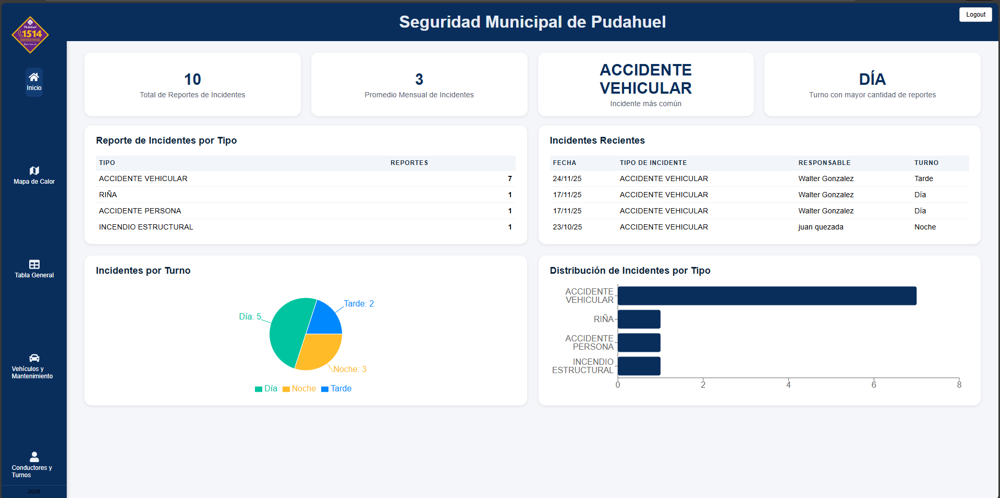 Seguridad Municipal de Pudahuel
Logout
Pudahuel
1514
Inicio
Mapa de Calor
Tabla General
Vehículos y
Mantenimiento
Conductores y
Turnos
2025
10
Total de Reportes de Incidentes
3
Promedio Mensual de Incidentes
ACCIDENTE
VEHICULAR
Incidente más común
DÍA
Turno con mayor cantidad de reportes
Reporte de Incidentes por Tipo
TIPO REPORTES
ACCIDENTE VEHICULAR 7
RIÑA 1
ACCIDENTE PERSONA 1
INCENDIO ESTRUCTURAL 1
Incidentes Recientes
FECHA TIPO DE INCIDENTE RESPONSABLE TURNO
24/11/25 ACCIDENTE VEHICULAR Walter Gonzalez Tarde
17/11/25 ACCIDENTE VEHICULAR Walter Gonzalez Día
17/11/25 ACCIDENTE VEHICULAR Walter Gonzalez Día
23/10/25 ACCIDENTE VEHICULAR juan quezada Noche
Incidentes por Turno
Tarde: 2
Día: 5
Noche: 3
Día Noche Tarde
Distribución de Incidentes por Tipo
ACCIDENTE
VEHICULAR
RIÑA
ACCIDENTE
PERSONA
INCENDIO
ESTRUCTURAL
0 2 4 6 8